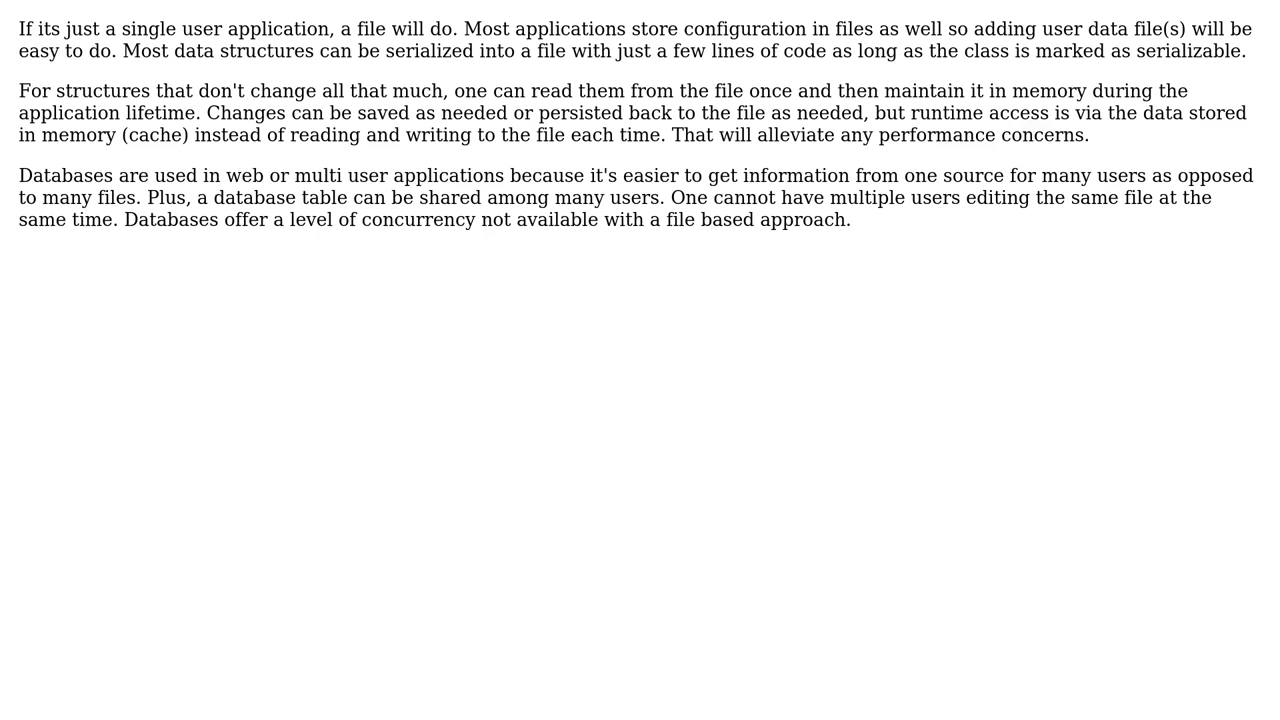 If its just a single user application, a file will do. Most applications store configuration in files as well so adding user data file(s) will be
easy to do. Most data structures can be serialized into a file with just a few lines of code as long as the class is marked as serializable.
For structures that don't change all that much, one can read them from the file once and then maintain it in memory during the
application lifetime. Changes can be saved as needed or persisted back to the file as needed, but runtime access is via the data stored
in memory (cache) instead of reading and writing to the file each time. That will alleviate any performance concerns.
Databases are used in web or multi user applications because it's easier to get information from one source for many users as opposed
to many files. Plus, a database table can be shared among many users. One cannot have multiple users editing the same file at the
same time. Databases offer a level of concurrency not available with a file based approach.